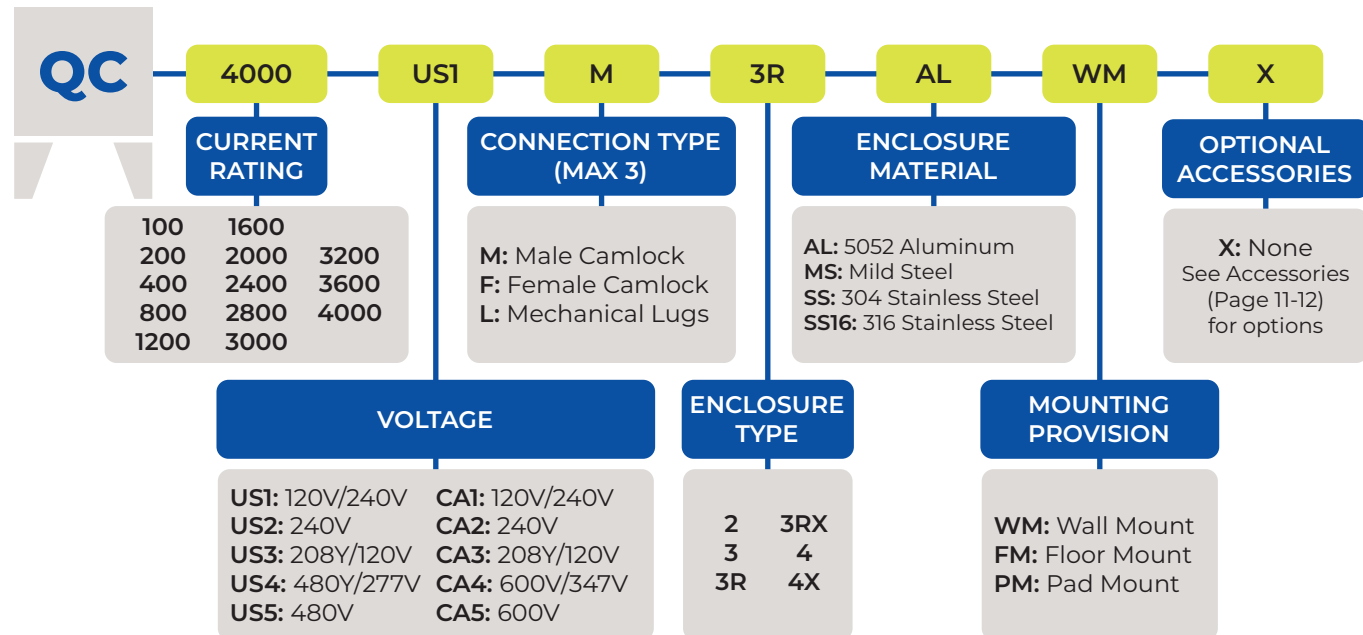 QC
4000 US1 M 3R AL WM X
CURRENT
RATING
100 1600
200 2000 3200
400 2400 3600
800 2800 4000
1200 3000
CONNECTION TYPE
(MAX 3)
M: Male Camlock
F: Female Camlock
L: Mechanical Lugs
ENCLOSURE
MATERIAL
AL: 5052 Aluminum
MS: Mild Steel
SS: 304 Stainless Steel
SS16: 316 Stainless Steel
OPTIONAL
ACCESSORIES
X: None
See Accessories
(Page 11-12)
for options
VOLTAGE
US1: 120V/240V CA1: 120V/240V
US2: 240V CA2: 240V
US3: 208Y/120V CA3: 208Y/120V
US4: 480Y/277V CA4: 600V/347V
US5: 480V CA5: 600V
ENCLOSURE
TYPE
2 3RX
3 4
3R 4X
MOUNTING
PROVISION
WM: Wall Mount
FM: Floor Mount
PM: Pad Mount